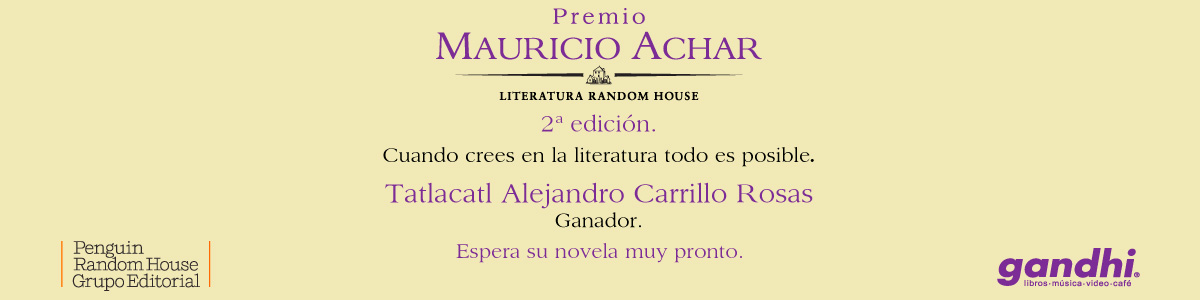 Premio
MAURICIO ACHAR
LITERATURA RANDOM HOUSE
2ª edición.
Cuando crees en la literatura todo es posible.
Tatlacatl Alejandro Carrillo Rosas
Ganador.
Espera su novela muy pronto.
Penguin
Random House
Grupo Editorial
gandhi®
libros·música·video·café